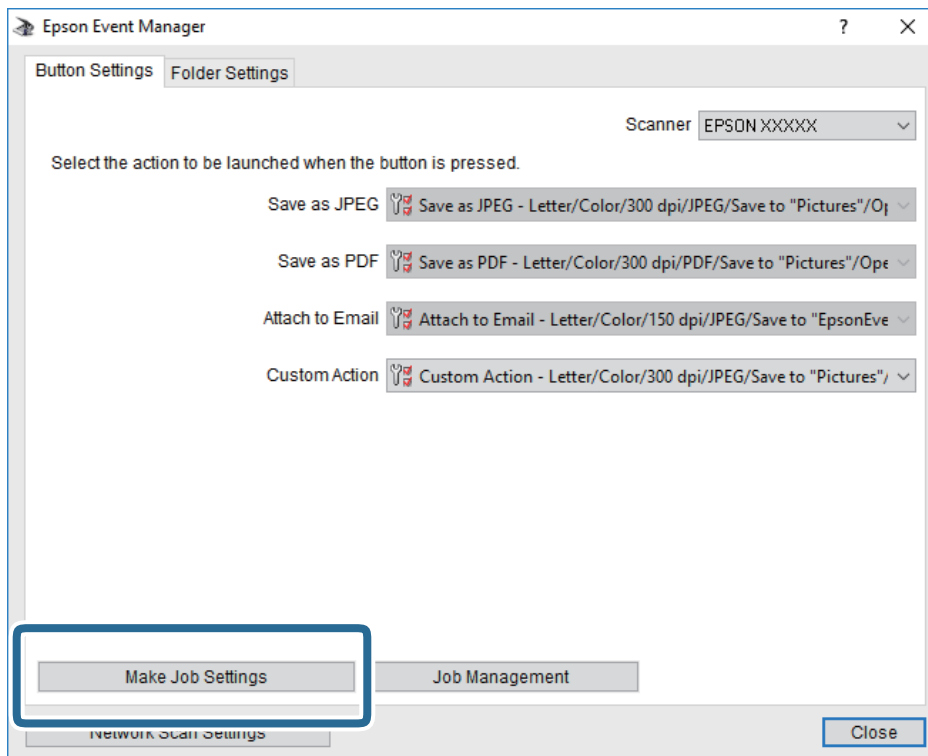 Epson Event Manager
Button Settings Folder Settings
Scanner EPSON XXXXX
Select the action to be launched when the button is pressed.
Save as JPEG Save as JPEG - Letter/Color/300 dpi/JPEG/Save to "Pictures"/Op
Save as PDF Save as PDF - Letter/Color/300 dpi/PDF/Save to "Pictures"/Ope
Attach to Email Attach to Email - Letter/Color/150 dpi/JPEG/Save to "EpsonEve
Custom Action Custom Action - Letter/Color/300 dpi/JPEG/Save to "Pictures"/
Make Job Settings Job Management
Network Scan Settings Close